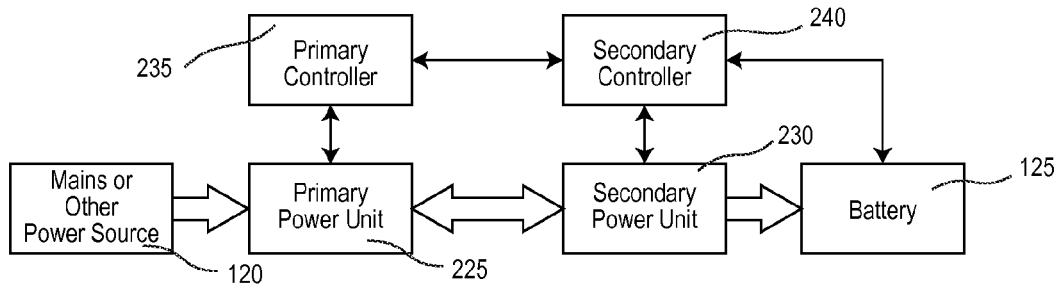 235
Primary
Controller
Secondary
Controller
240
Mains or
Other
Power Source
120
Primary
Power Unit
225
Secondary
Power Unit
230
Battery
125